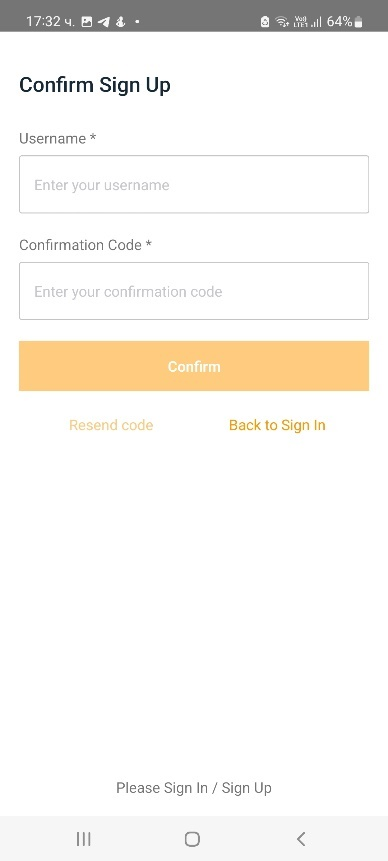 17:32 ч. 64%
Confirm Sign Up
Username *
Enter your username
Confirmation Code *
Enter your confirmation code
Confirm
Resend code Back to Sign In
Please Sign In / Sign Up